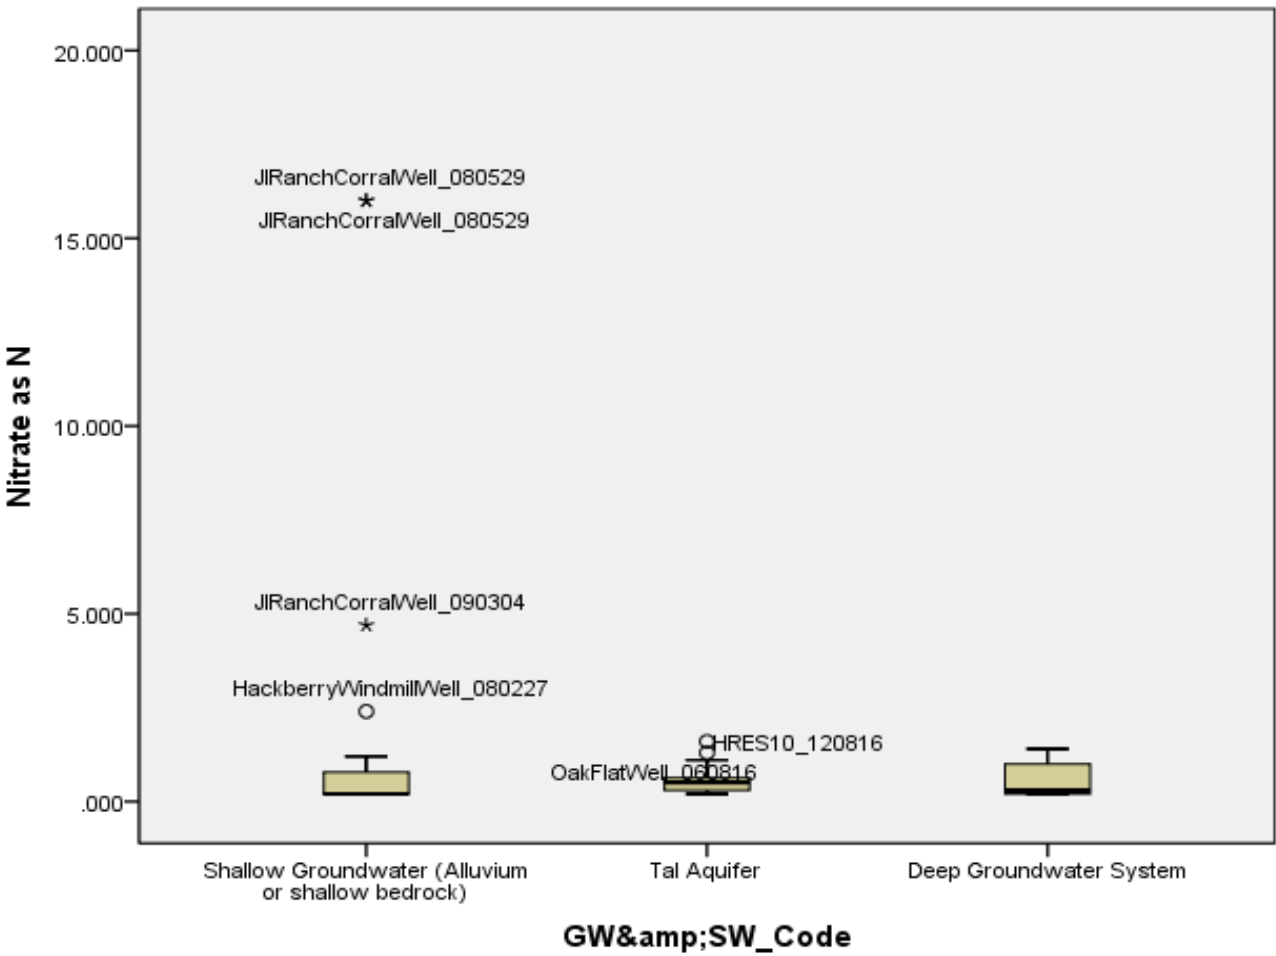 20.000
JIRanchCorralWell_080529
JIRanchCorralWell_080529
15.000
Nitrate as N
10.000
5.000
JIRanchCorralWell_090304
HackberryWindmillWell_080227
HRES10_120816
OakFlatWell_060816
.000
Shallow Groundwater (Alluvium
or shallow bedrock)
Tal Aquifer
Deep Groundwater System
GW&amp;SW_Code